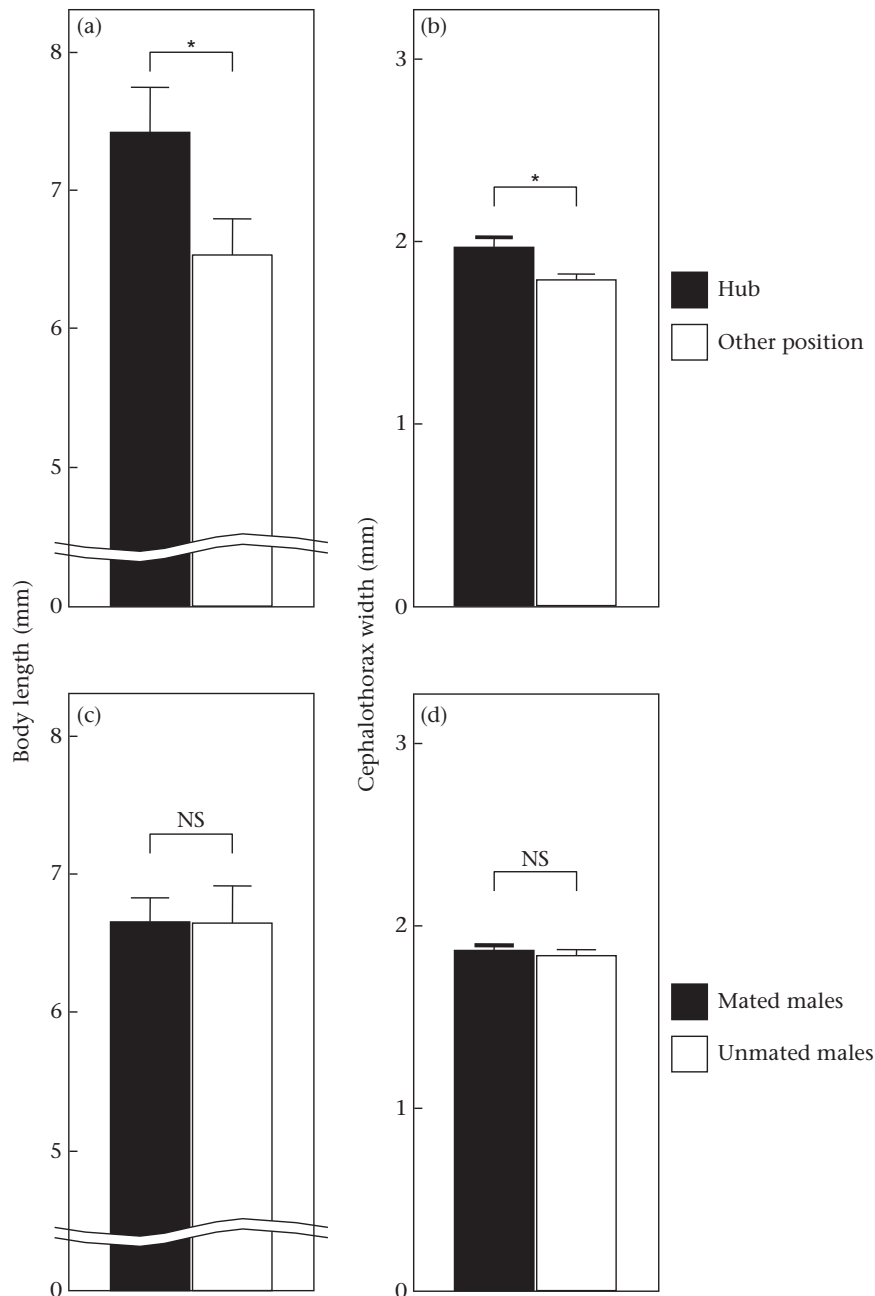 (a)
8
*
7
6
5
0
Body length (mm)
(b)
3
*
2
1
0
Cephalothorax width (mm)
Hub
Other position
(c)
8
NS
7
6
5
0
(d)
3
NS
2
1
0
Mated males
Unmated males